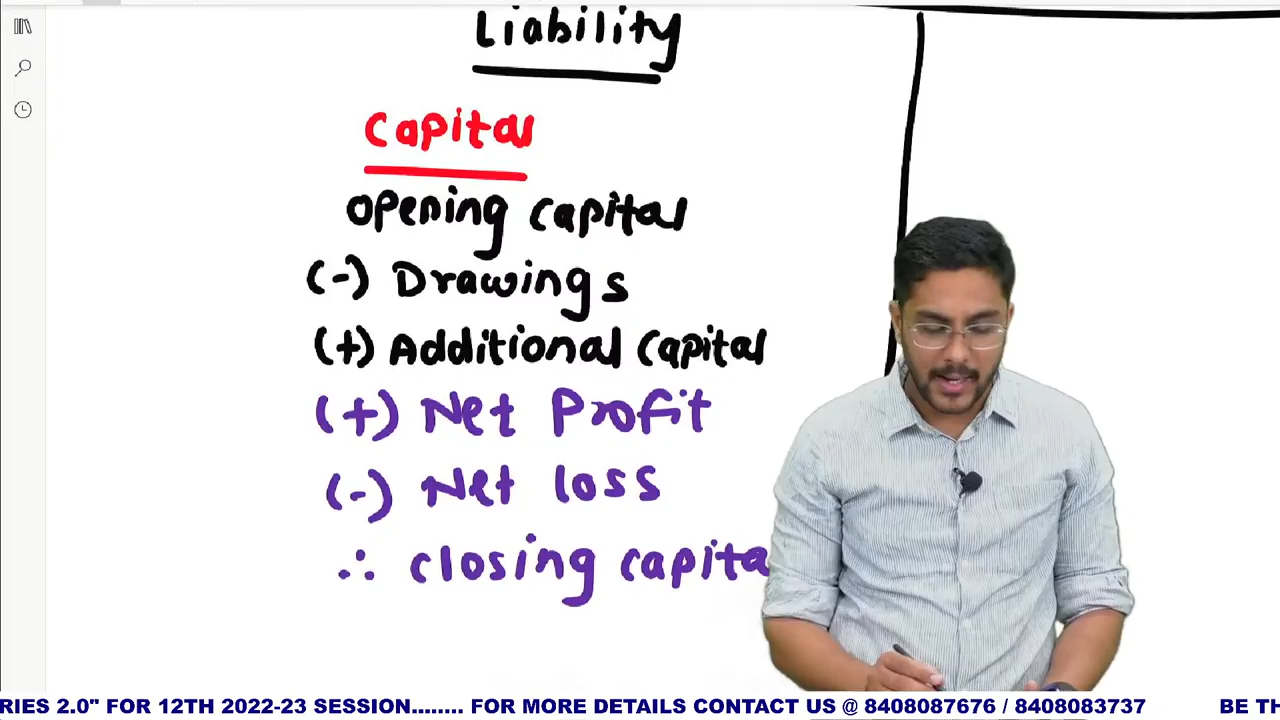 Liability
Capital
opening capital
(-) Drawings
(+) Additional Capital
(+) Net Profit
(-) Net loss
∴ closing capital
RIES 2.0" FOR 12TH 2022-23 SESSION........ FOR MORE DETAILS CONTACT US @ 8408087676 / 8408083737 BE TH